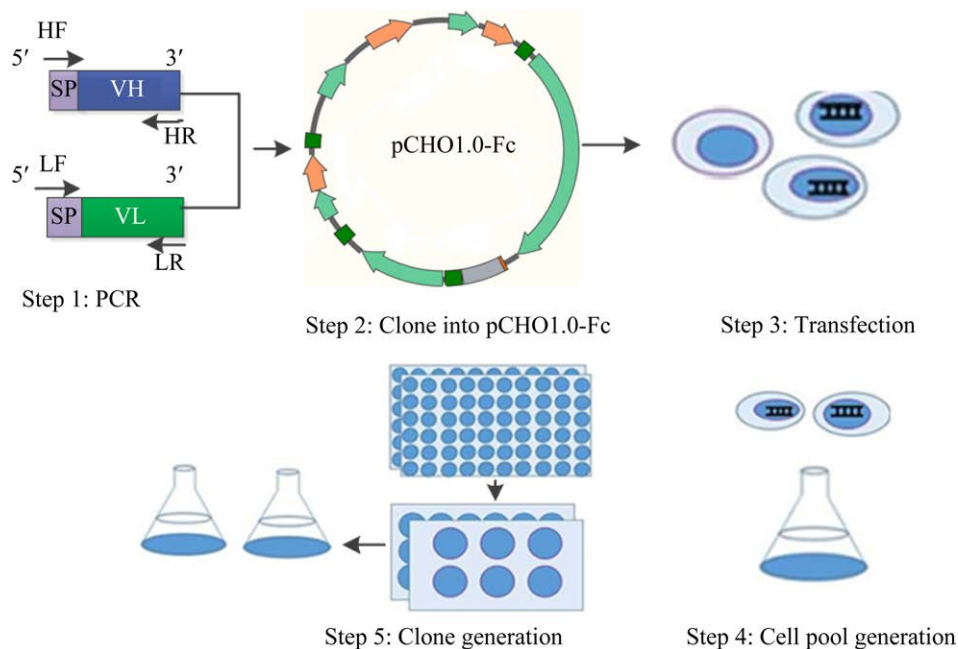 HF
5′ 3′
SP VH
HR
LF
5′ 3′
SP VL
LR
Step 1: PCR
pCHO1.0-Fc
Step 2: Clone into pCHO1.0-Fc
Step 3: Transfection
Step 5: Clone generation
Step 4: Cell pool generation